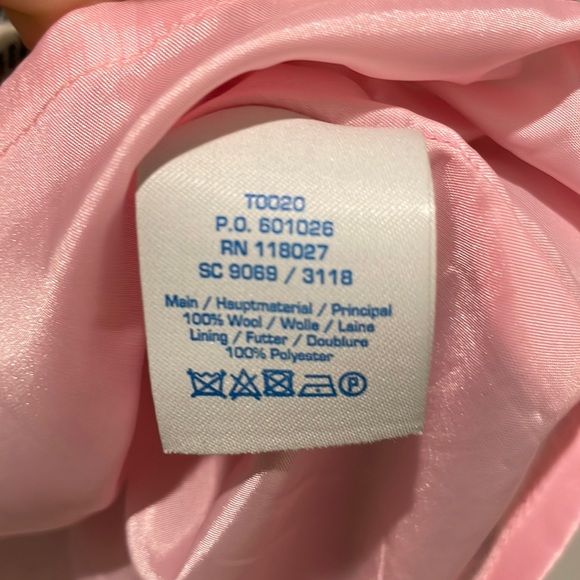 T0020
P.O. 601026
RN 118027
SC 9069 / 3118
Main / Hauptmaterial / Principal
100% Wool / Wolle / Laine
Lining / Futter / Doublure
100% Polyester
P